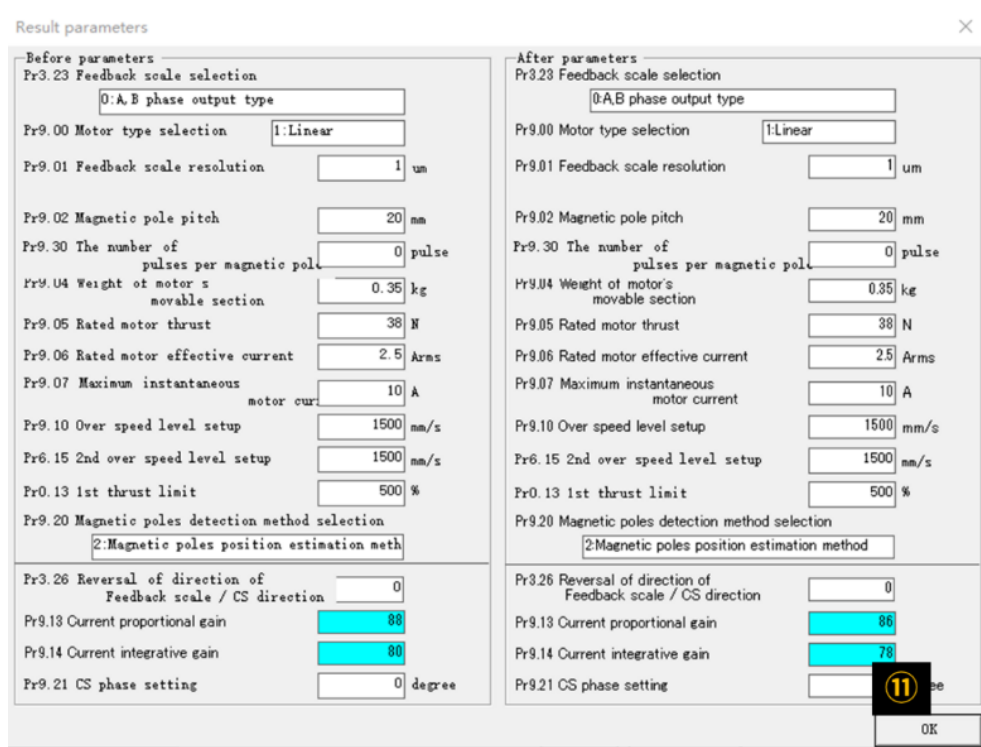 Result parameters
Before parameters
Pr3.23 Feedback scale selection
0:A,B phase output type
Pr9.00 Motor type selection 1:Linear
Pr9.01 Feedback scale resolution 1 um
Pr9.02 Magnetic pole pitch 20 mm
Pr9.30 The number of 0 pulse
pulses per magnetic pol
Pr9.04 Weight of motor s 0.35 kg
movable section
Pr9.05 Rated motor thrust 38 N
Pr9.06 Rated motor effective current 2.5 Arms
Pr9.07 Maximum instantaneous 10 A
motor cur
Pr9.10 Over speed level setup 1500 mm/s
Pr6.15 2nd over speed level setup 1500 mm/s
Pr0.13 1st thrust limit 500 %
Pr9.20 Magnetic poles detection method selection
2:Magnetic poles position estimation meth
Pr3.26 Reversal of direction of 0
Feedback scale / CS direction
Pr9.13 Current proportional gain 88
Pr9.14 Current integrative gain 80
Pr9.21 CS phase setting 0 degree
After parameters
Pr3.23 Feedback scale selection
0:A,B phase output type
Pr9.00 Motor type selection 1:Linear
Pr9.01 Feedback scale resolution 1 um
Pr9.02 Magnetic pole pitch 20 mm
Pr9.30 The number of 0 pulse
pulses per magnetic pol
Pr9.04 Weight of motor's 0.35 kg
movable section
Pr9.05 Rated motor thrust 38 N
Pr9.06 Rated motor effective current 2.5 Arms
Pr9.07 Maximum instantaneous 10 A
motor current
Pr9.10 Over speed level setup 1500 mm/s
Pr6.15 2nd over speed level setup 1500 mm/s
Pr0.13 1st thrust limit 500 %
Pr9.20 Magnetic poles detection method selection
2:Magnetic poles position estimation method
Pr3.26 Reversal of direction of 0
Feedback scale / CS direction
Pr9.13 Current proportional gain 86
Pr9.14 Current integrative gain 78
Pr9.21 CS phase setting ee
⑪
OK